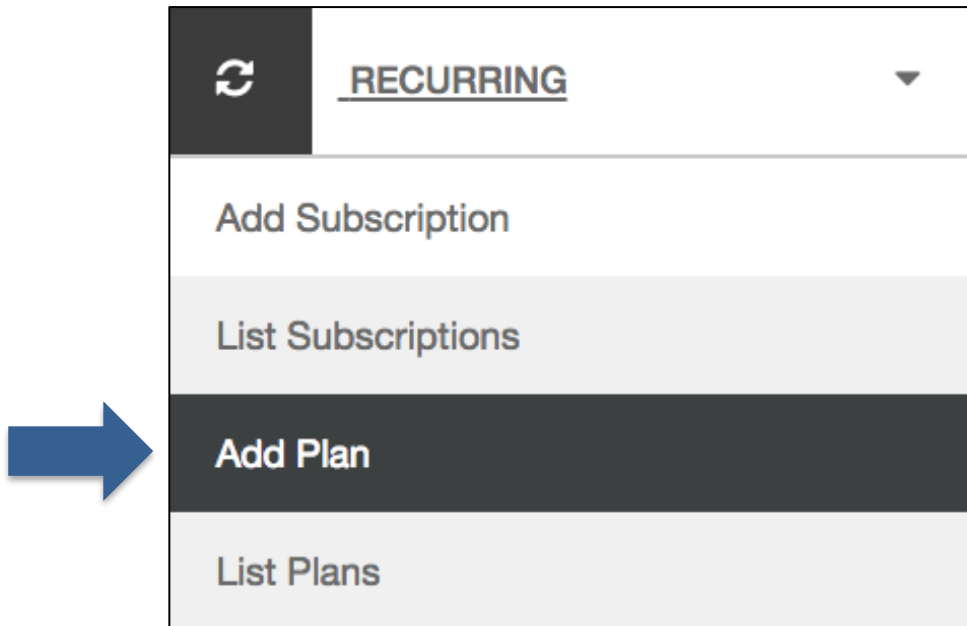 RECURRING
Add Subscription
List Subscriptions
Add Plan
List Plans